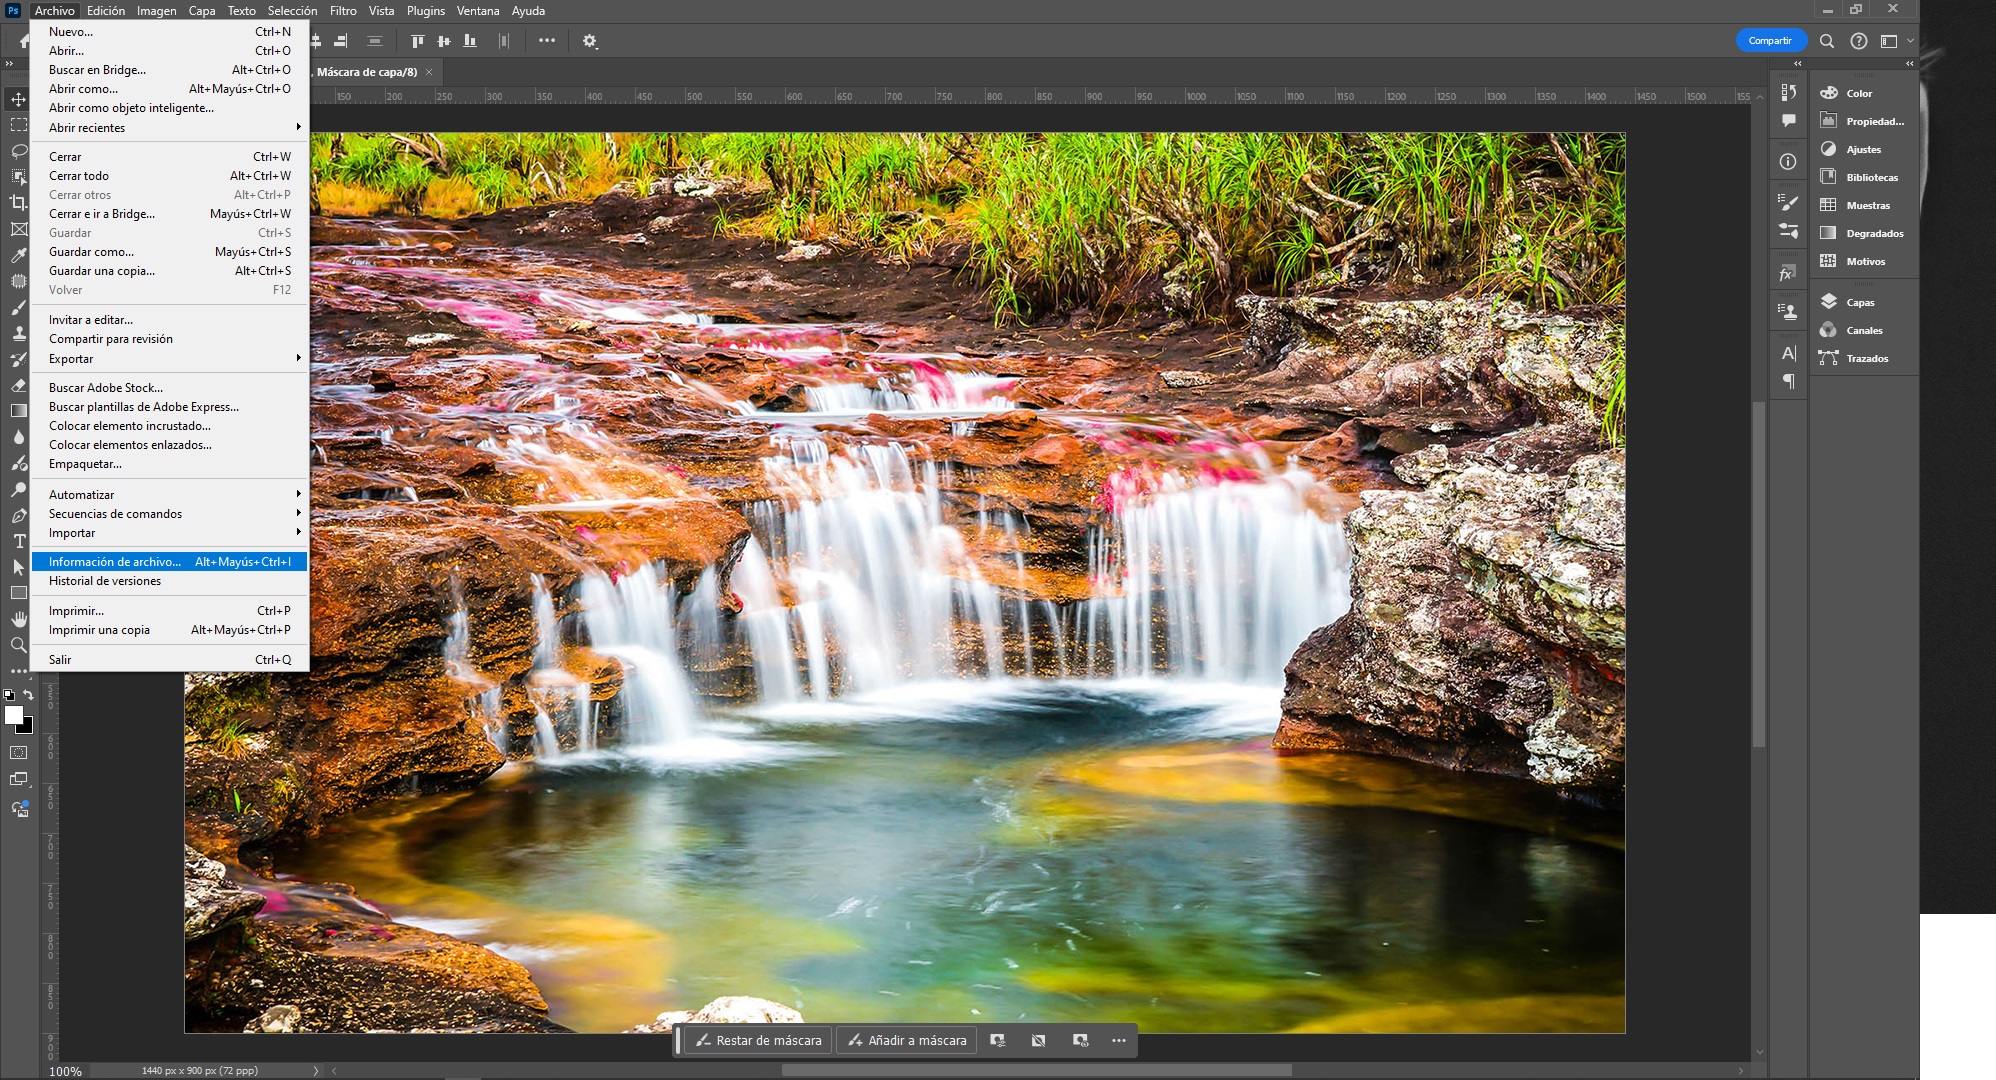 Ps Archivo Edición Imagen Capa Texto Selección Filtro Vista Plugins Ventana Ayuda
Compartir
, Máscara de capa/8) ×
150 200 250 300 350 400 450 500 550 600 650 700 750 800 850 900 950 1000 1050 1100 1150 1200 1250 1300 1350 1400 1450 1500 155
Nuevo... Ctrl+N
Abrir... Ctrl+O
Buscar en Bridge... Alt+Ctrl+O
Abrir como... Alt+Mayús+Ctrl+O
Abrir como objeto inteligente...
Abrir recientes
Cerrar Ctrl+W
Cerrar todo Alt+Ctrl+W
Cerrar otros Alt+Ctrl+P
Cerrar e ir a Bridge... Mayús+Ctrl+W
Guardar Ctrl+S
Guardar como... Mayús+Ctrl+S
Guardar una copia... Alt+Ctrl+S
Volver F12
Invitar a editar...
Compartir para revisión
Exportar
Buscar Adobe Stock...
Buscar plantillas de Adobe Express...
Colocar elemento incrustado...
Colocar elementos enlazados...
Empaquetar...
Automatizar
Secuencias de comandos
Importar
Información de archivo... Alt+Mayús+Ctrl+I
Historial de versiones
Imprimir... Ctrl+P
Imprimir una copia Alt+Mayús+Ctrl+P
Salir Ctrl+Q
550
600
650
700
750
800
850
900
Color
Propiedad...
Ajustes
Bibliotecas
Muestras
Degradados
Motivos
Capas
Canales
Trazados
Restar de máscara
Añadir a máscara
100% 1440 px x 900 px (72 ppp)